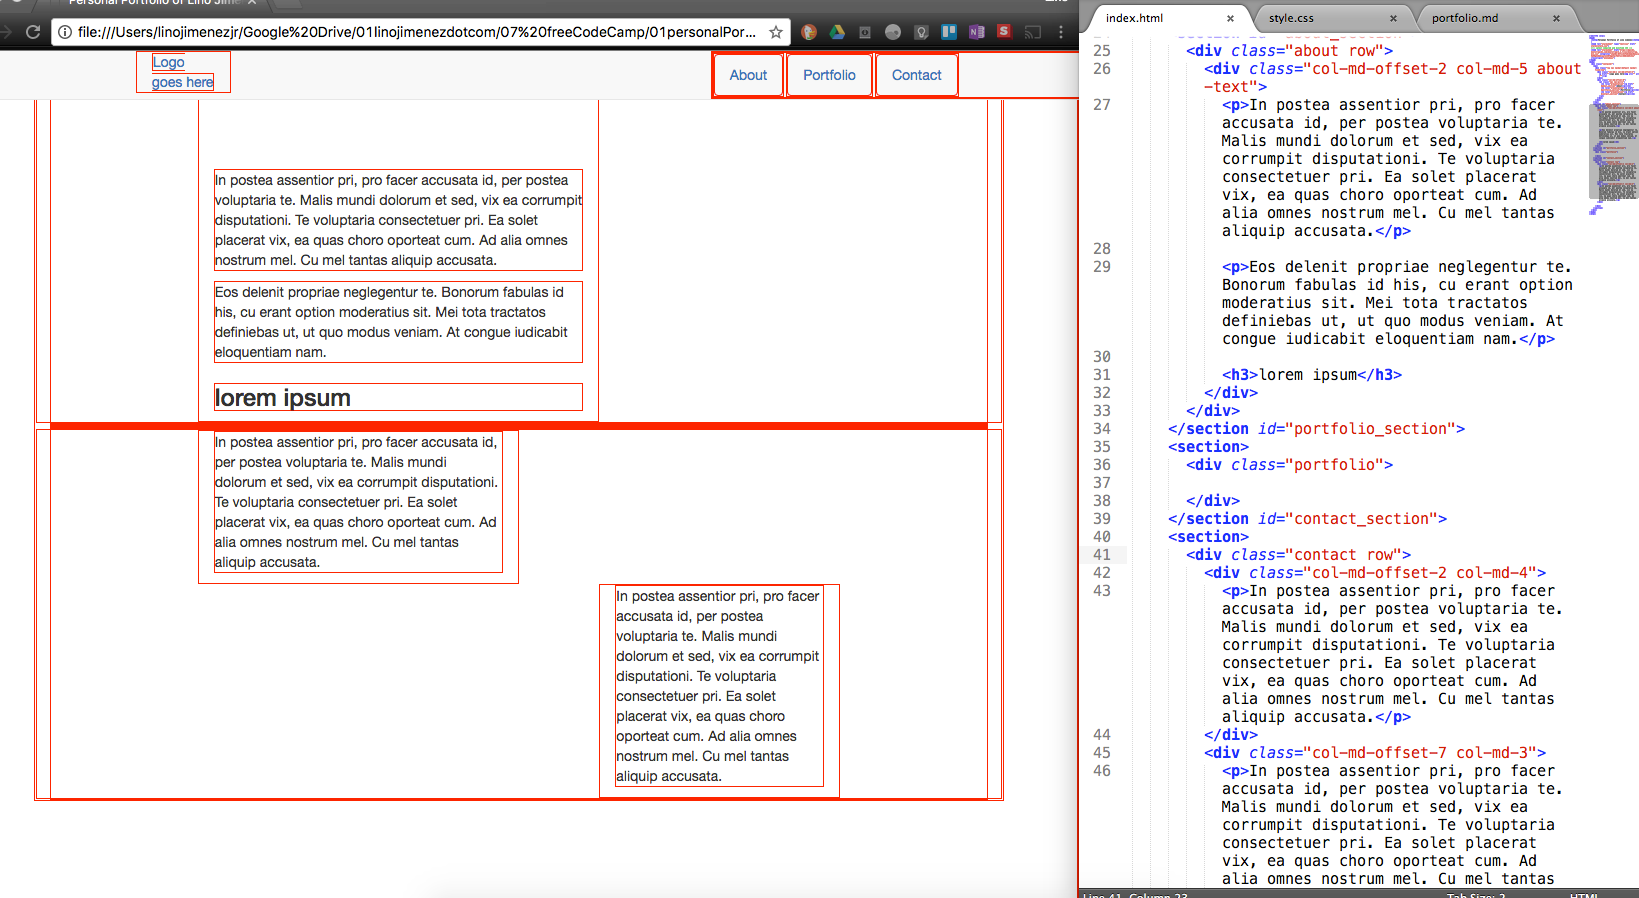 Personal Portfolio of Lino Jime
file:///Users/linojimenezjr/Google%20Drive/01linojimenezdotcom/07%20freeCodeCamp/01personalPor...
Logo
goes here
About
Portfolio
Contact
In postea assentior pri, pro facer accusata id, per postea
voluptaria te. Malis mundi dolorum et sed, vix ea corrumpit
disputationi. Te voluptaria consectetuer pri. Ea solet
placerat vix, ea quas choro oporteat cum. Ad alia omnes
nostrum mel. Cu mel tantas aliquip accusata.
Eos delenit propriae neglegentur te. Bonorum fabulas id
his, cu erant option moderatius sit. Mei tota tractatos
definiebas ut, ut quo modus veniam. At congue iudicabit
eloquentiam nam.
lorem ipsum
In postea assentior pri, pro facer accusata id,
per postea voluptaria te. Malis mundi
dolorum et sed, vix ea corrumpit disputationi.
Te voluptaria consectetuer pri. Ea solet
placerat vix, ea quas choro oporteat cum. Ad
alia omnes nostrum mel. Cu mel tantas
aliquip accusata.
In postea assentior pri, pro facer
accusata id, per postea
voluptaria te. Malis mundi
dolorum et sed, vix ea corrumpit
disputationi. Te voluptaria
consectetuer pri. Ea solet
placerat vix, ea quas choro
oporteat cum. Ad alia omnes
nostrum mel. Cu mel tantas
aliquip accusata.
index.html
style.css
portfolio.md
25 <div class="about row">
26 <div class="col-md-offset-2 col-md-5 about
-text">
27 <p>In postea assentior pri, pro facer
accusata id, per postea voluptaria te.
Malis mundi dolorum et sed, vix ea
corrumpit disputationi. Te voluptaria
consectetuer pri. Ea solet placerat
vix, ea quas choro oporteat cum. Ad
alia omnes nostrum mel. Cu mel tantas
aliquip accusata.</p>
28
29 <p>Eos delenit propriae neglegentur te.
Bonorum fabulas id his, cu erant option
moderatius sit. Mei tota tractatos
definiebas ut, ut quo modus veniam. At
congue iudicabit eloquentiam nam.</p>
30
31 <h3>lorem ipsum</h3>
32 </div>
33 </div>
34 </section id="portfolio_section">
35 <section>
36 <div class="portfolio">
37
38 </div>
39 </section id="contact_section">
40 <section>
41 <div class="contact row">
42 <div class="col-md-offset-2 col-md-4">
43 <p>In postea assentior pri, pro facer
accusata id, per postea voluptaria te.
Malis mundi dolorum et sed, vix ea
corrumpit disputationi. Te voluptaria
consectetuer pri. Ea solet placerat
vix, ea quas choro oporteat cum. Ad
alia omnes nostrum mel. Cu mel tantas
aliquip accusata.</p>
44 </div>
45 <div class="col-md-offset-7 col-md-3">
46 <p>In postea assentior pri, pro facer
accusata id, per postea voluptaria te.
Malis mundi dolorum et sed, vix ea
corrumpit disputationi. Te voluptaria
consectetuer pri. Ea solet placerat
vix, ea quas choro oporteat cum. Ad
alia omnes nostrum mel. Cu mel tantas
Line 41, Column 23
Tab Size: 2
HTML